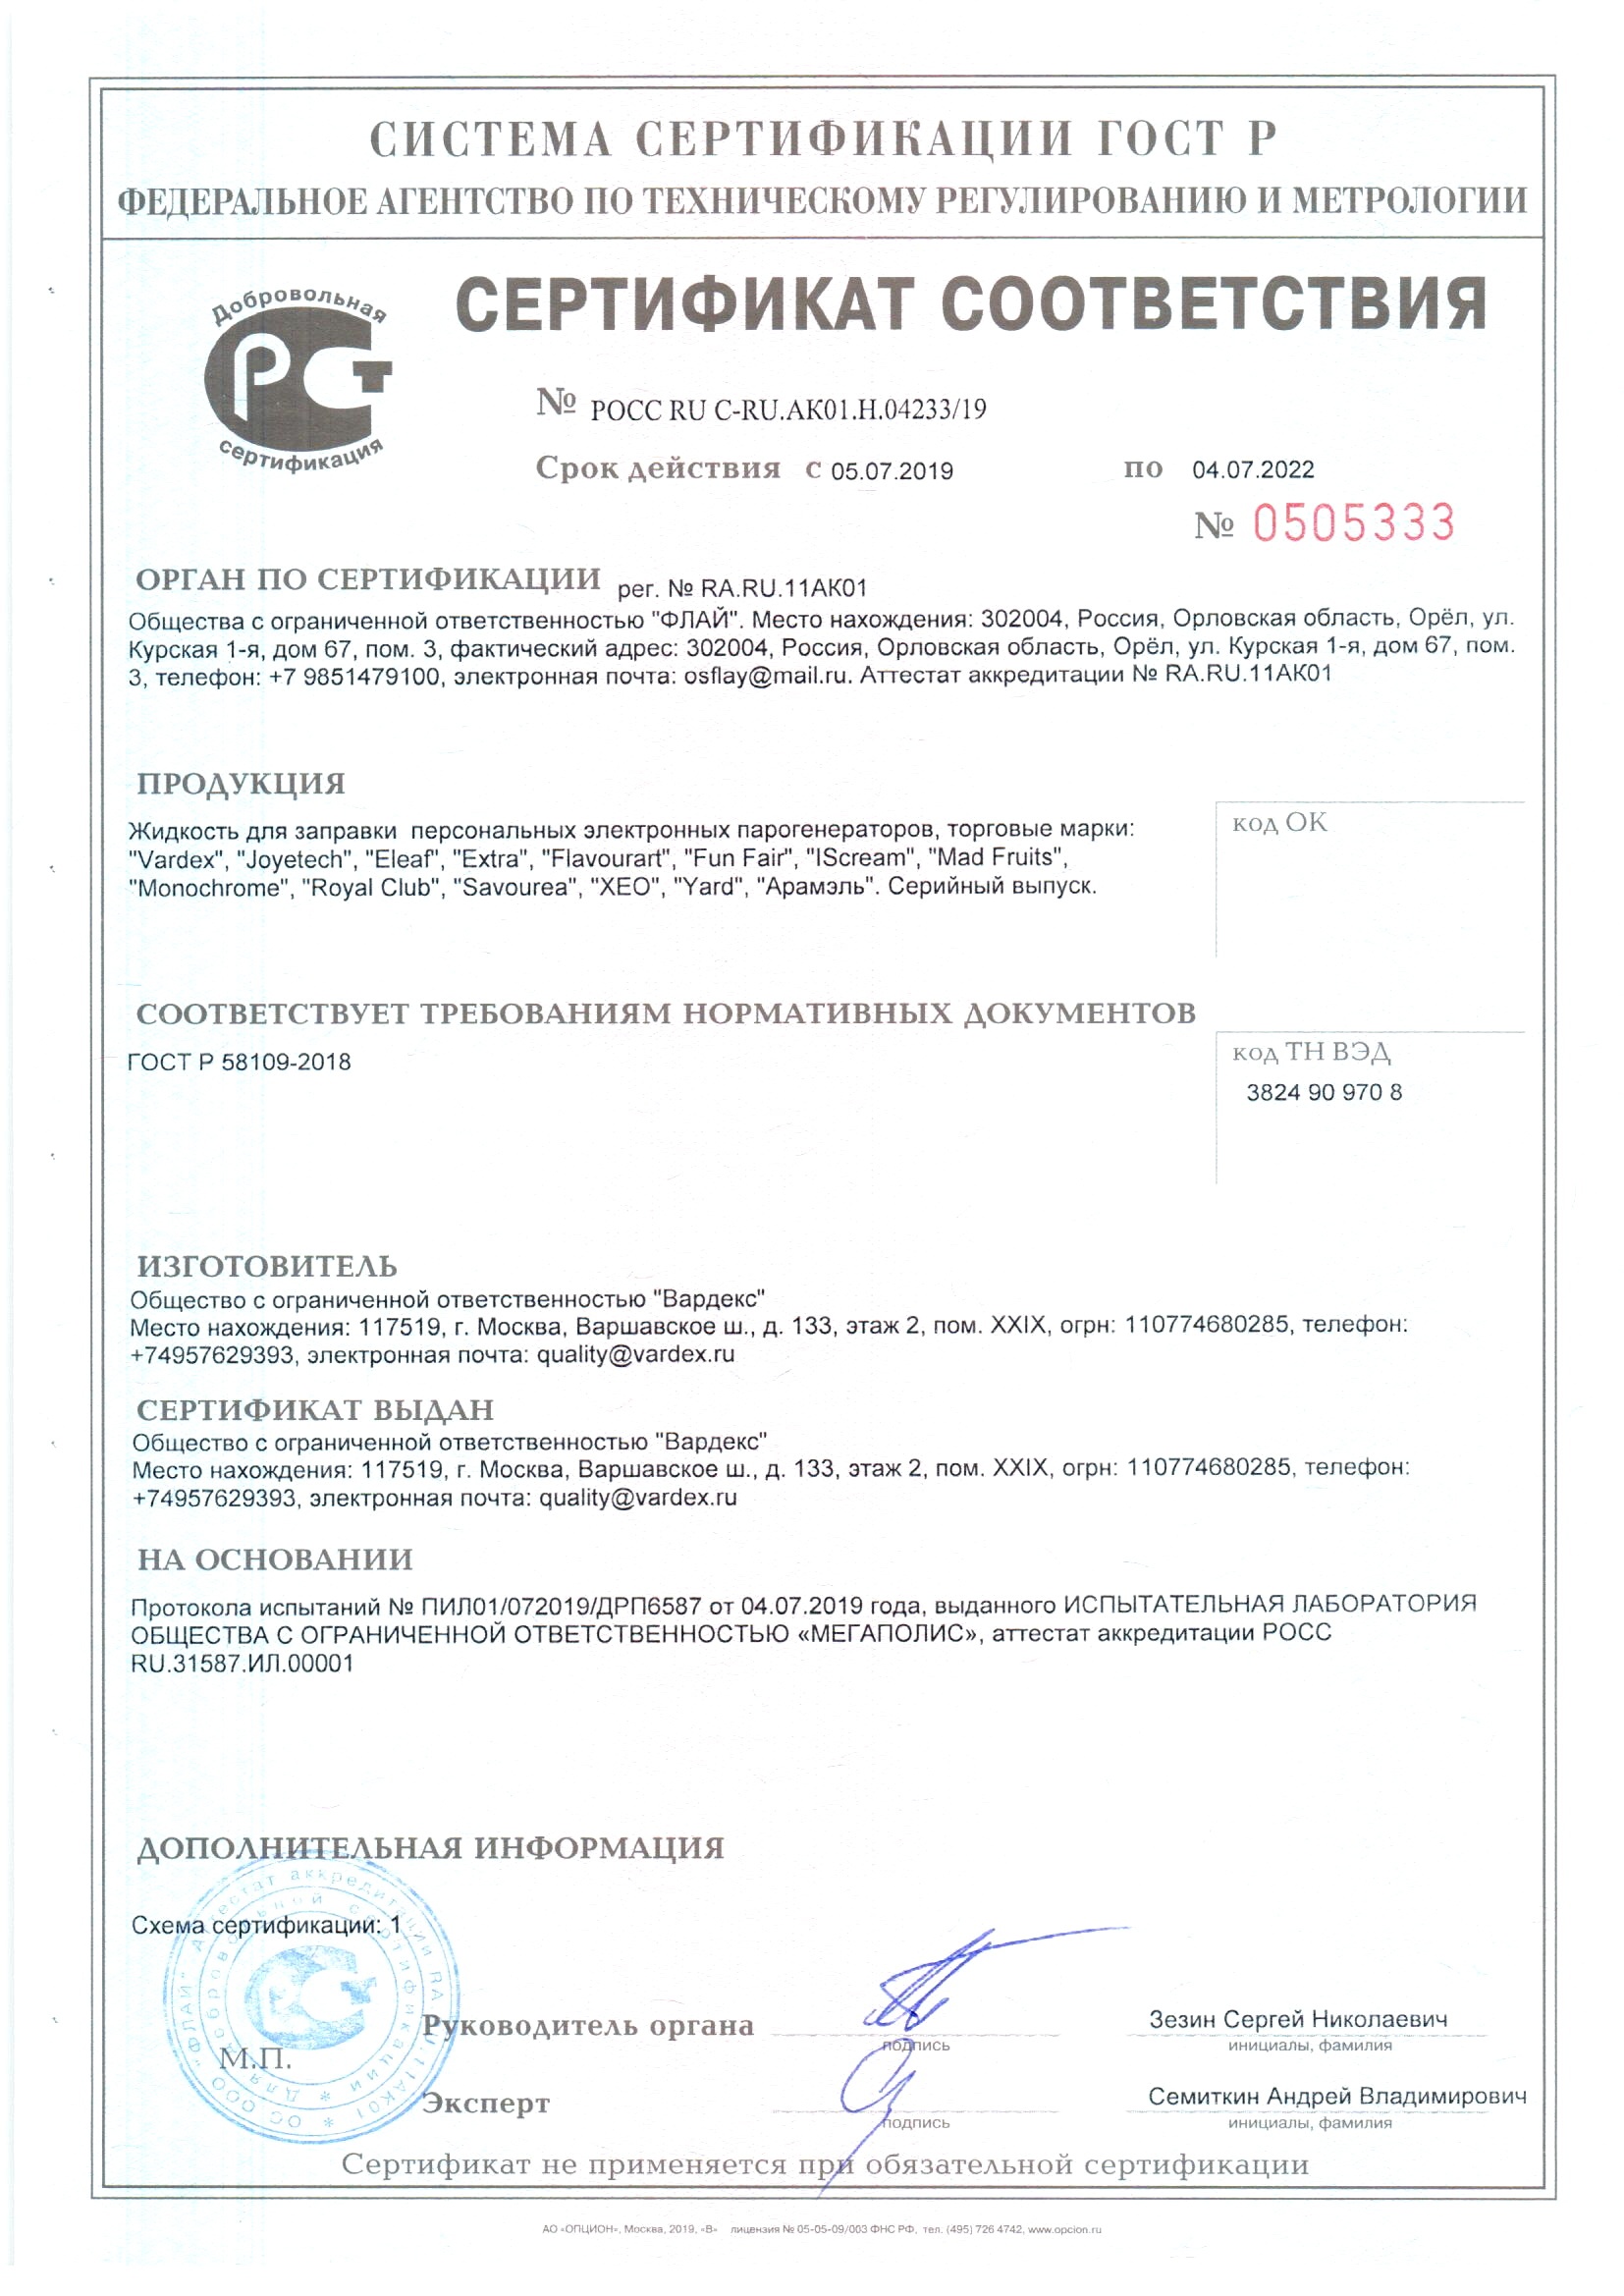 СИСТЕМА СЕРТИФИКАЦИИ ГОСТ Р
ФЕДЕРАЛЬНОЕ АГЕНТСТВО ПО ТЕХНИЧЕСКОМУ РЕГУЛИРОВАНИЮ И МЕТРОЛОГИИ
Добровольная
РСТ
сертификация
СЕРТИФИКАТ СООТВЕТСТВИЯ
№ РОСС RU С-RU.АК01.Н.04233/19
Срок действия с 05.07.2019 по 04.07.2022
№ 0505333
ОРГАН ПО СЕРТИФИКАЦИИ рег. № RA.RU.11АК01
Общества с ограниченной ответственностью "ФЛАЙ". Место нахождения: 302004, Россия, Орловская область, Орёл, ул.
Курская 1-я, дом 67, пом. 3, фактический адрес: 302004, Россия, Орловская область, Орёл, ул. Курская 1-я, дом 67, пом.
3, телефон: +7 9851479100, электронная почта: osflay@mail.ru. Аттестат аккредитации № RA.RU.11АК01
ПРОДУКЦИЯ
Жидкость для заправки персональных электронных парогенераторов, торговые марки:
"Vardex", "Joyetech", "Eleaf", "Extra", "Flavourart", "Fun Fair", "IScream", "Mad Fruits",
"Monochrome", "Royal Club", "Savourea", "XEO", "Yard", "Арамэль". Серийный выпуск.
код ОК
СООТВЕТСТВУЕТ ТРЕБОВАНИЯМ НОРМАТИВНЫХ ДОКУМЕНТОВ
ГОСТ Р 58109-2018
код ТН ВЭД
3824 90 970 8
ИЗГОТОВИТЕЛЬ
Общество с ограниченной ответственностью "Вардекс"
Место нахождения: 117519, г. Москва, Варшавское ш., д. 133, этаж 2, пом. XXIX, огрн: 110774680285, телефон:
+74957629393, электронная почта: quality@vardex.ru
СЕРТИФИКАТ ВЫДАН
Общество с ограниченной ответственностью "Вардекс"
Место нахождения: 117519, г. Москва, Варшавское ш., д. 133, этаж 2, пом. XXIX, огрн: 110774680285, телефон:
+74957629393, электронная почта: quality@vardex.ru
НА ОСНОВАНИИ
Протокола испытаний № ПИЛ01/072019/ДРП6587 от 04.07.2019 года, выданного ИСПЫТАТЕЛЬНАЯ ЛАБОРАТОРИЯ
ОБЩЕСТВА С ОГРАНИЧЕННОЙ ОТВЕТСТВЕННОСТЬЮ «МЕГАПОЛИС», аттестат аккредитации РОСС
RU.31587.ИЛ.00001
ДОПОЛНИТЕЛЬНАЯ ИНФОРМАЦИЯ
Схема сертификации: 1
ОС ООО "ФЛАЙ" Аттестат аккредитации RA.RU.11АК01 *
Для добровольной сертификации *
М.П.
Руководитель органа
подпись
Зезин Сергей Николаевич
инициалы, фамилия
Эксперт
подпись
Семиткин Андрей Владимирович
инициалы, фамилия
Сертификат не применяется при обязательной сертификации
АО «ОПЦИОН», Москва, 2019, «В» лицензия № 05-05-09/003 ФНС РФ, тел. (495) 726 4742, www.opcion.ru